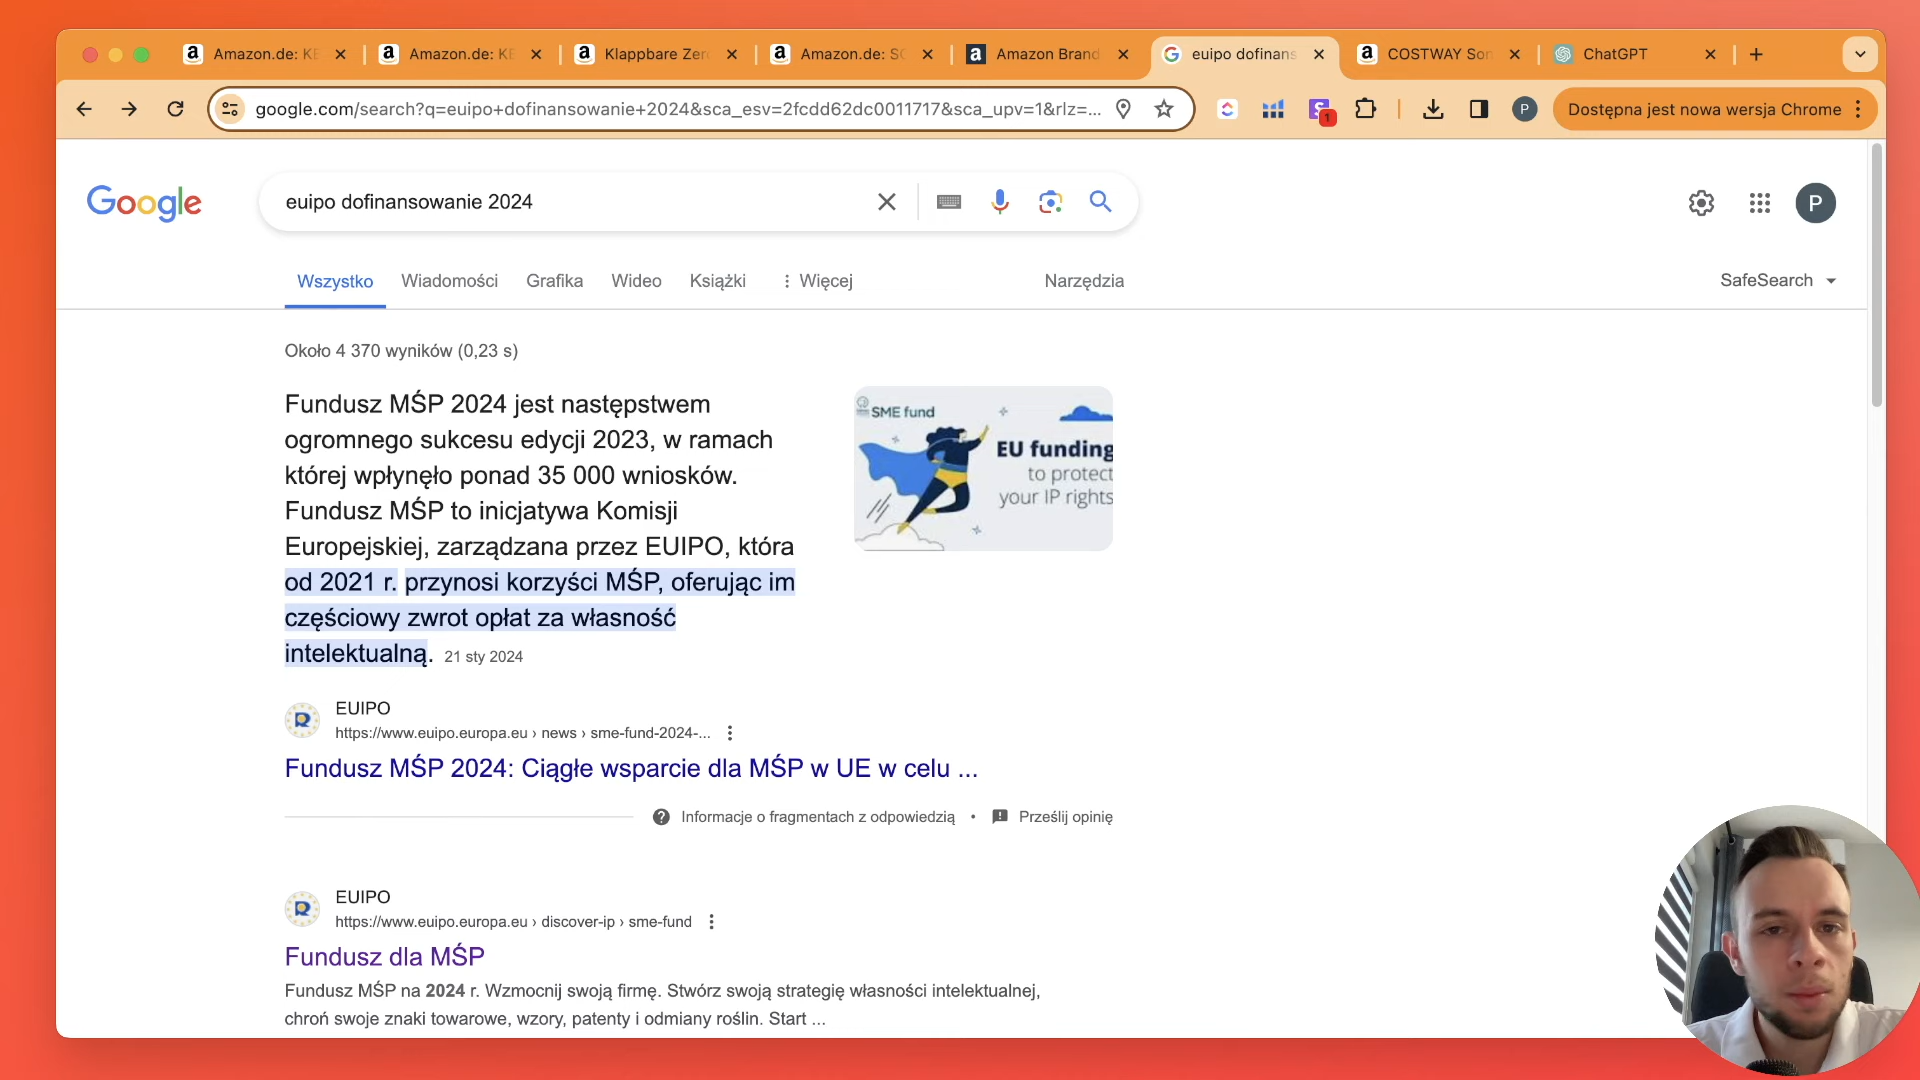 Amazon.de: KE
Amazon.de: KE
Klappbare Zer
Amazon.de: SC
Amazon Brand
euipo dofinans
COSTWAY Son
ChatGPT
google.com/search?q=euipo+dofinansowanie+2024&sca_esv=2fcdd62dc0011717&sca_upv=1&rlz=...
1
P
Dostępna jest nowa wersja Chrome
Google
euipo dofinansowanie 2024
P
Wszystko
Wiadomości
Grafika
Wideo
Książki
Więcej
Narzędzia
SafeSearch
Około 4 370 wyników (0,23 s)
Fundusz MŚP 2024 jest następstwem
ogromnego sukcesu edycji 2023, w ramach
której wpłynęło ponad 35 000 wniosków.
Fundusz MŚP to inicjatywa Komisji
Europejskiej, zarządzana przez EUIPO, która
od 2021 r. przynosi korzyści MŚP, oferując im
częściowy zwrot opłat za własność
intelektualną. 21 sty 2024
SME fund
EU funding
to protect
your IP rights
EUIPO
https://www.euipo.europa.eu › news › sme-fund-2024-...
Fundusz MŚP 2024: Ciągłe wsparcie dla MŚP w UE w celu ...
Informacje o fragmentach z odpowiedzią • Prześlij opinię
EUIPO
https://www.euipo.europa.eu › discover-ip › sme-fund
Fundusz dla MŚP
Fundusz MŚP na 2024 r. Wzmocnij swoją firmę. Stwórz swoją strategię własności intelektualnej,
chroń swoje znaki towarowe, wzory, patenty i odmiany roślin. Start ...